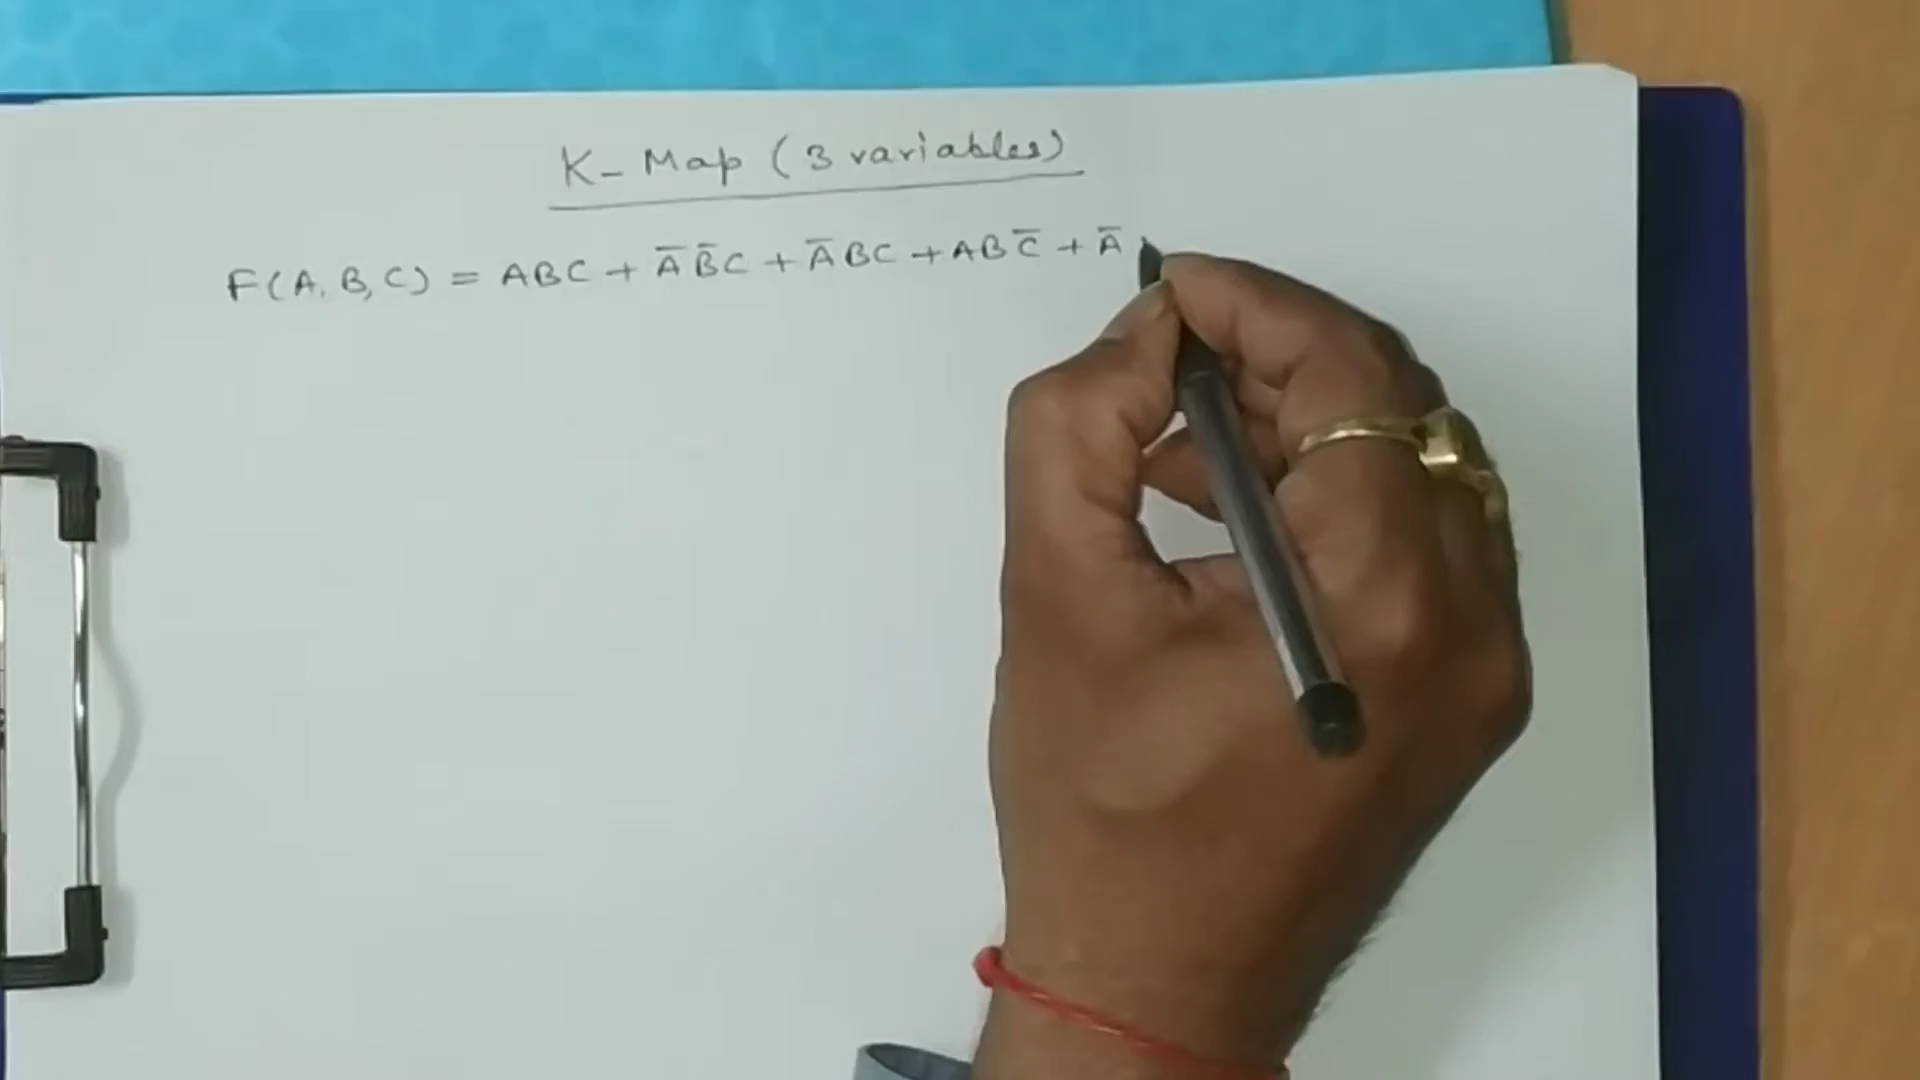 K- Map (3 variables)
F(A, B, C) = ABC + A̅ B̅ C + A̅ BC + ABC̅ + A̅